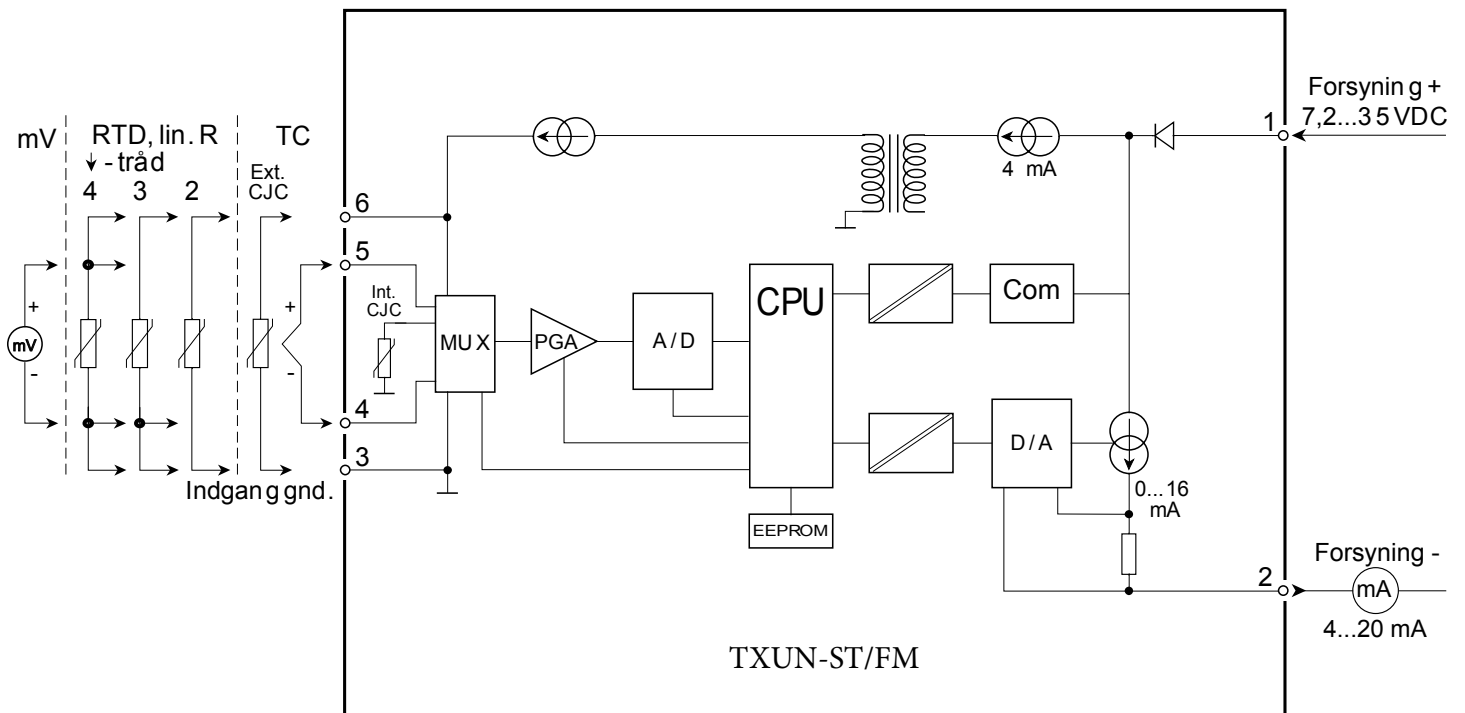 mV
RTD, lin. R
- tråd
4 3 2
TC
Ext.
CJC
+
mV
-
+
-
Indgang gnd.
6
5
4
3
Int.
CJC
MUX
PGA
A/D
CPU
EEPROM
Com
D/A
4 mA
0...16
mA
1
Forsyning +
7,2...35 VDC
2
Forsyning -
mA
4...20 mA
TXUN-ST/FM